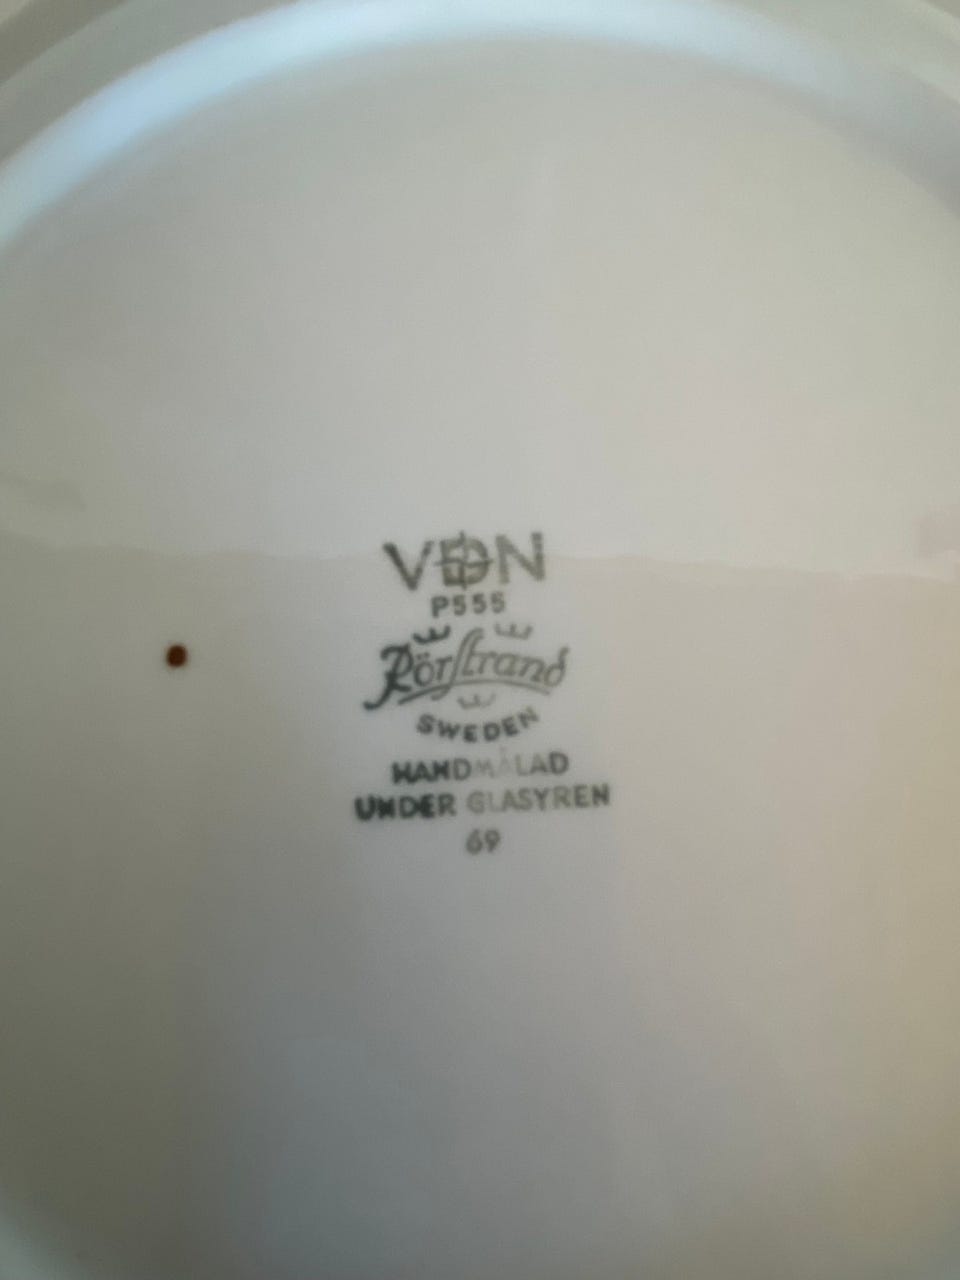 VDN
P555
Rörstrand
SWEDEN
HANDMÅLAD
UNDER GLASYREN
69